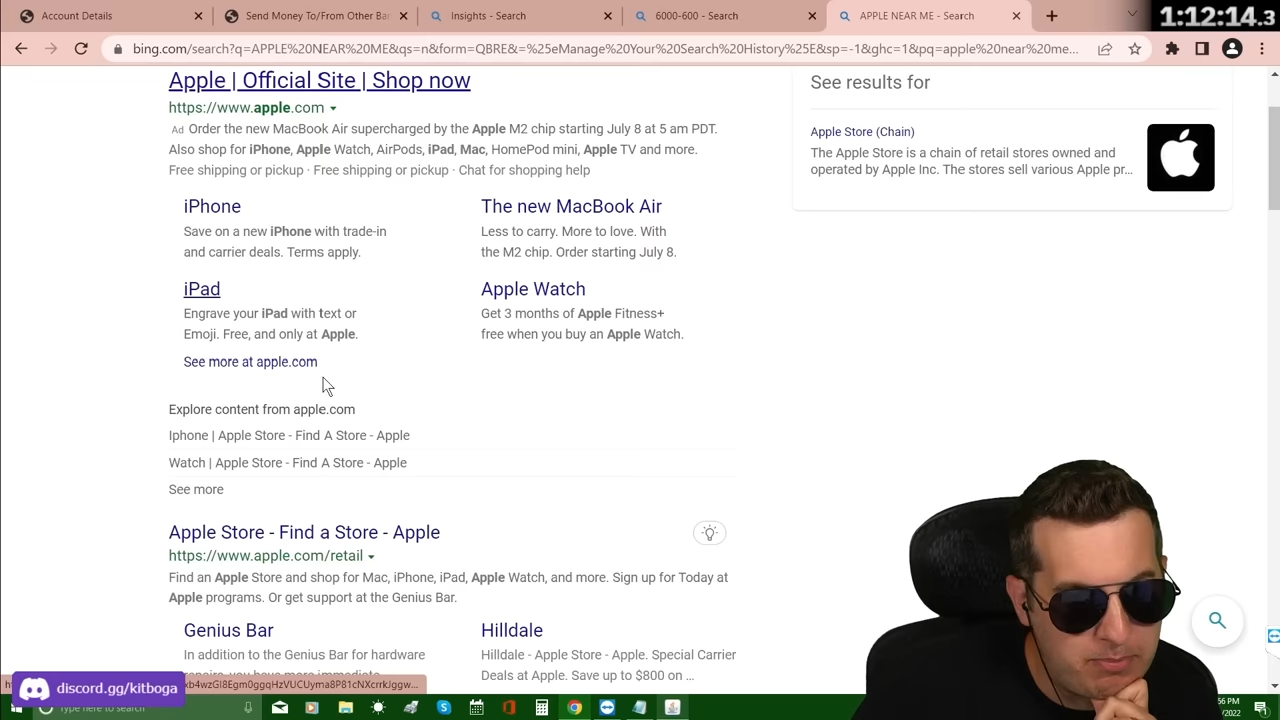 Account Details
Send Money To/From Other Bar
Insights - Search
6000-600 - Search
APPLE NEAR ME - Search
1:12:14.3
bing.com/search?q=APPLE%20NEAR%20ME&qs=n&form=QBRE&=%25eManage%20Your%20Search%20History%25E&sp=-1&ghc=1&pq=apple%20near%20me...
Apple | Official Site | Shop now
https://www.apple.com
Ad Order the new MacBook Air supercharged by the Apple M2 chip starting July 8 at 5 am PDT.
Also shop for iPhone, Apple Watch, AirPods, iPad, Mac, HomePod mini, Apple TV and more.
Free shipping or pickup · Free shipping or pickup · Chat for shopping help
iPhone
Save on a new iPhone with trade-in
and carrier deals. Terms apply.
The new MacBook Air
Less to carry. More to love. With
the M2 chip. Order starting July 8.
iPad
Engrave your iPad with text or
Emoji. Free, and only at Apple.
Apple Watch
Get 3 months of Apple Fitness+
free when you buy an Apple Watch.
See more at apple.com
Explore content from apple.com
Iphone | Apple Store - Find A Store - Apple
Watch | Apple Store - Find A Store - Apple
See more
Apple Store - Find a Store - Apple
https://www.apple.com/retail
Find an Apple Store and shop for Mac, iPhone, iPad, Apple Watch, and more. Sign up for Today at
Apple programs. Or get support at the Genius Bar.
Genius Bar
In addition to the Genius Bar for hardware
Hilldale
Hilldale - Apple Store - Apple. Special Carrier
Deals at Apple. Save up to $800 on ...
See results for
Apple Store (Chain)
The Apple Store is a chain of retail stores owned and
operated by Apple Inc. The stores sell various Apple pr...
discord.gg/kitboga
Type here to search